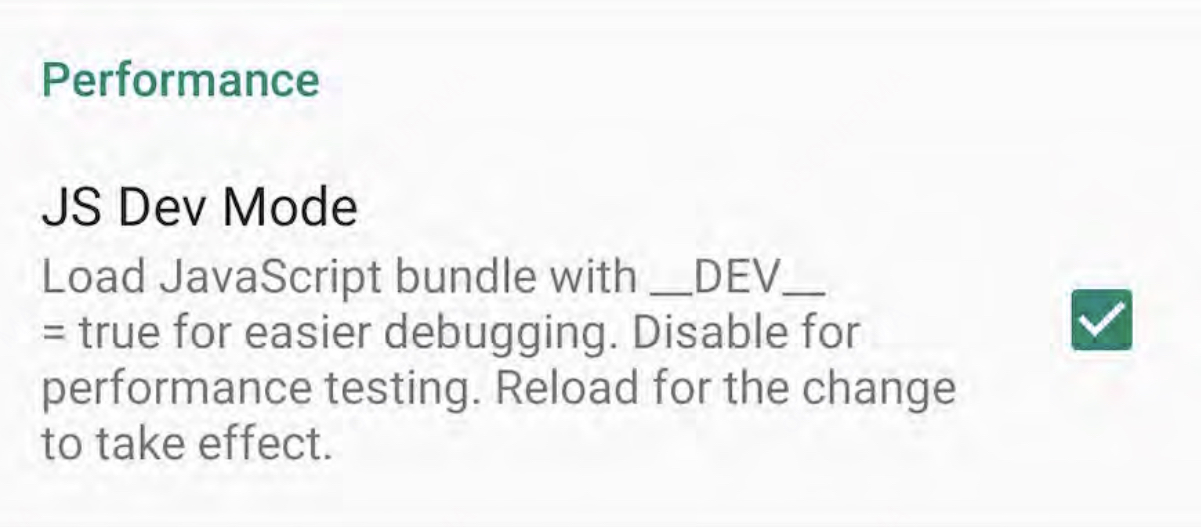 Performance
JS Dev Mode
Load JavaScript bundle with __DEV__
= true for easier debugging. Disable for
performance testing. Reload for the change
to take effect.